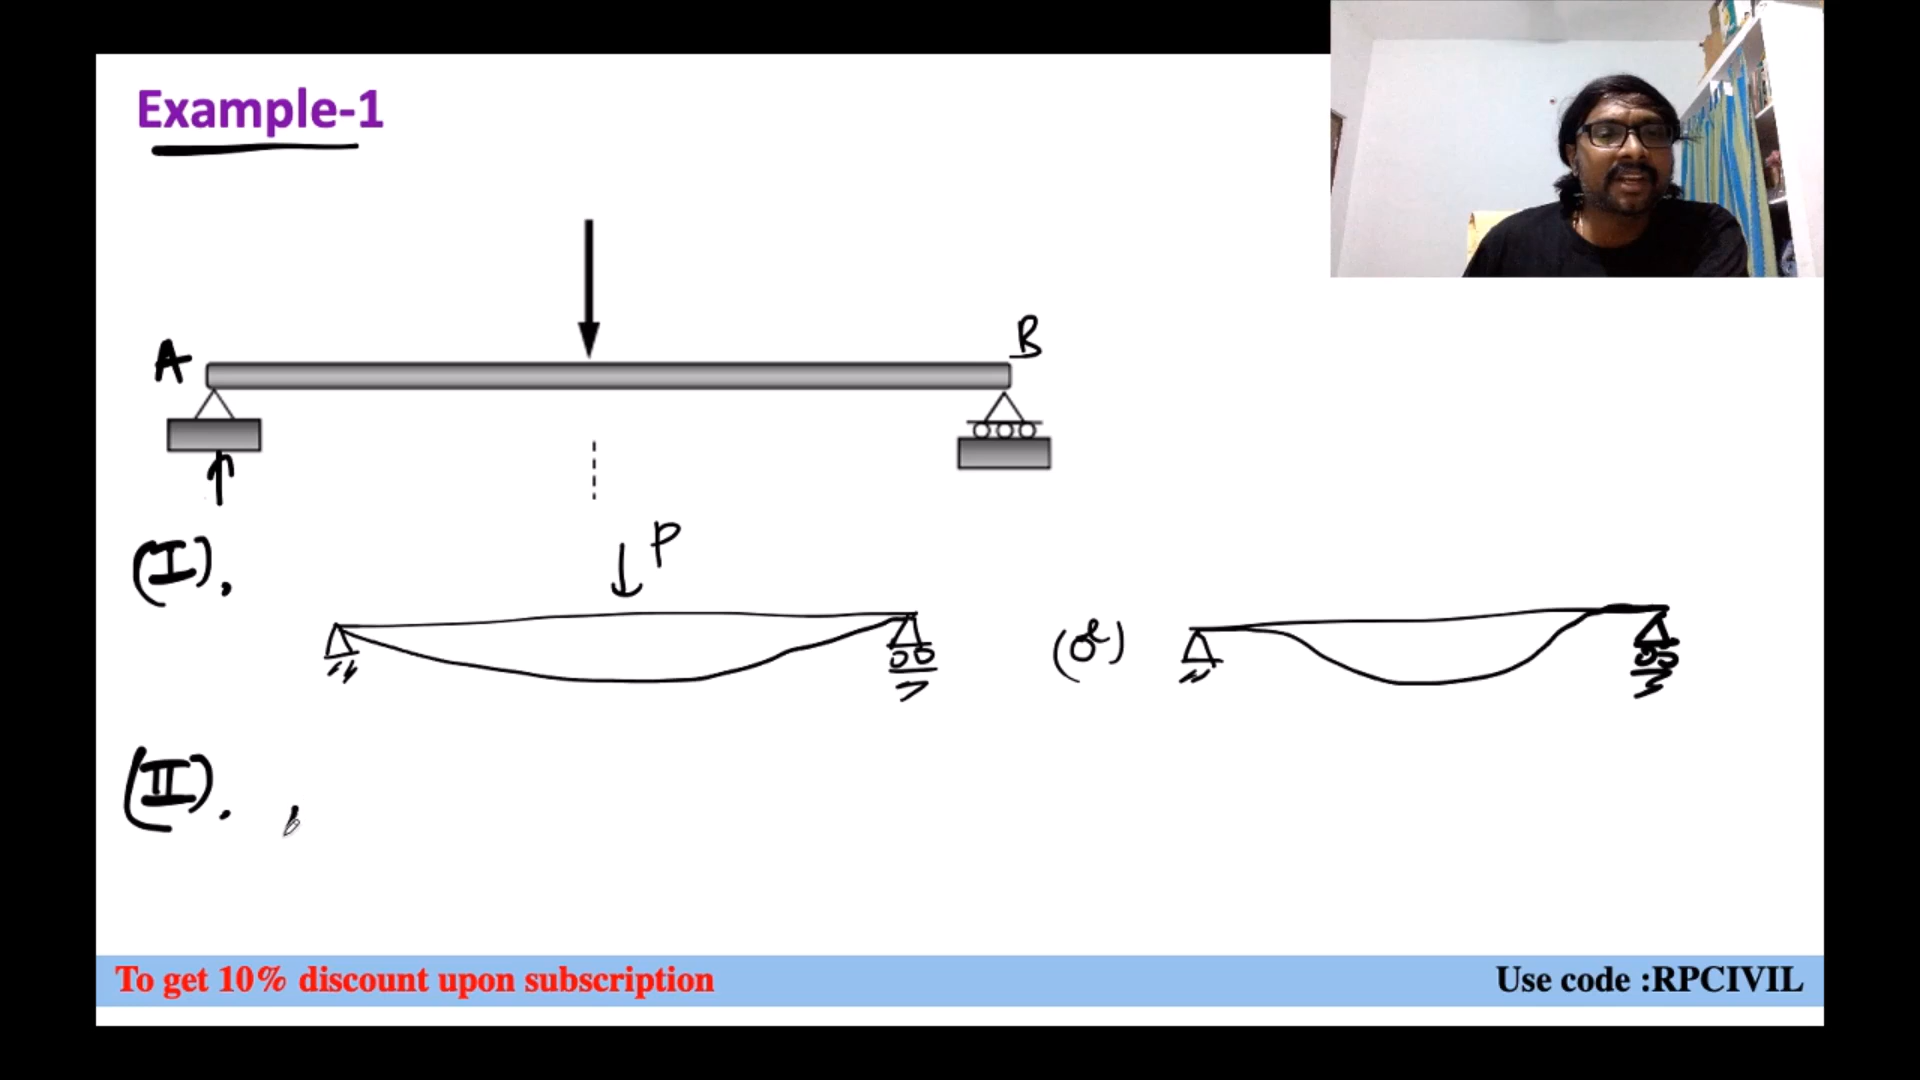 Example-1
A
B
(I).
P
(or)
(II).
To get 10% discount upon subscription
Use code :RPCIVIL